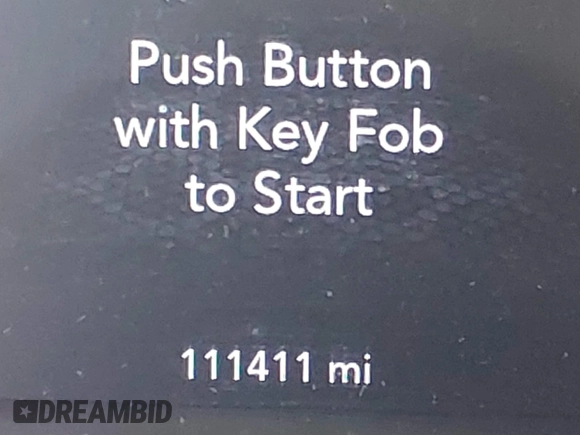 Push Button
with Key Fob
to Start
111411 mi
DREAMBID